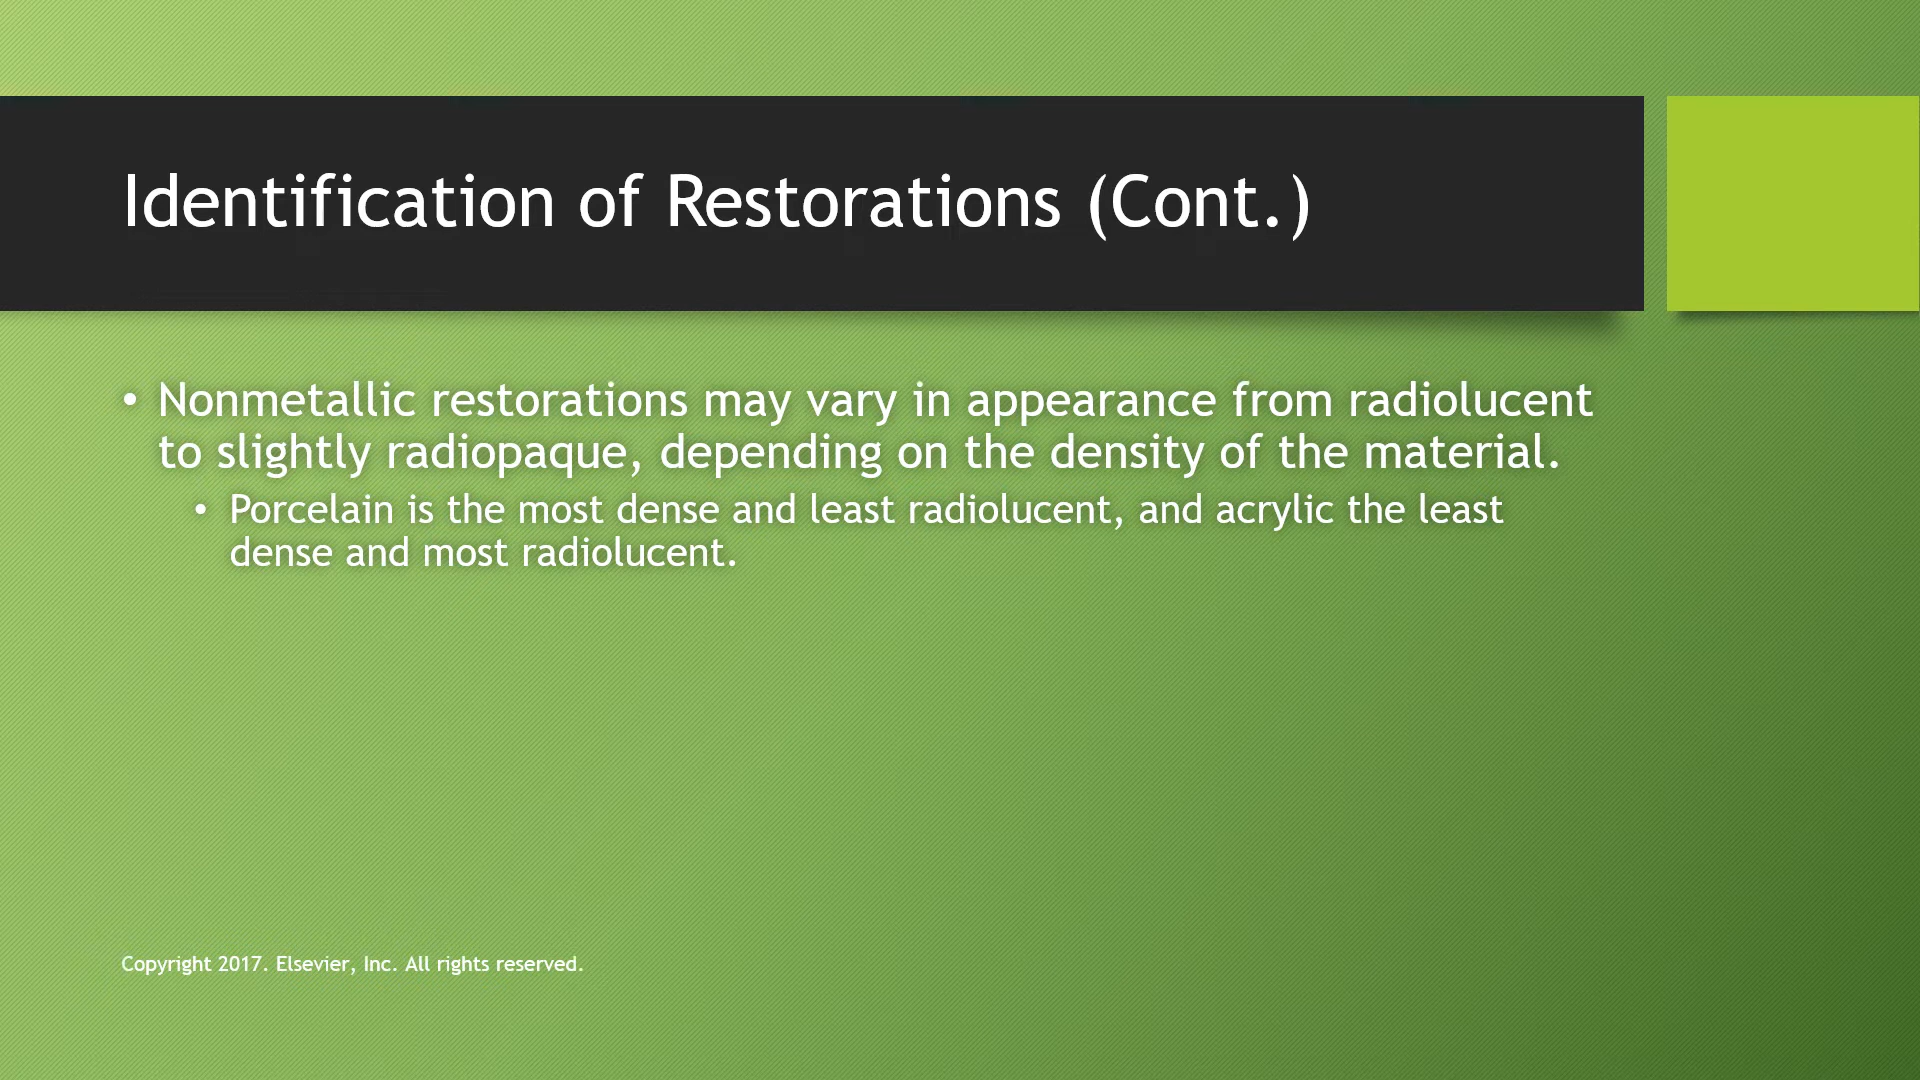 Identification of Restorations (Cont.)
• Nonmetallic restorations may vary in appearance from radiolucent
to slightly radiopaque, depending on the density of the material.
• Porcelain is the most dense and least radiolucent, and acrylic the least
dense and most radiolucent.
Copyright 2017. Elsevier, Inc. All rights reserved.